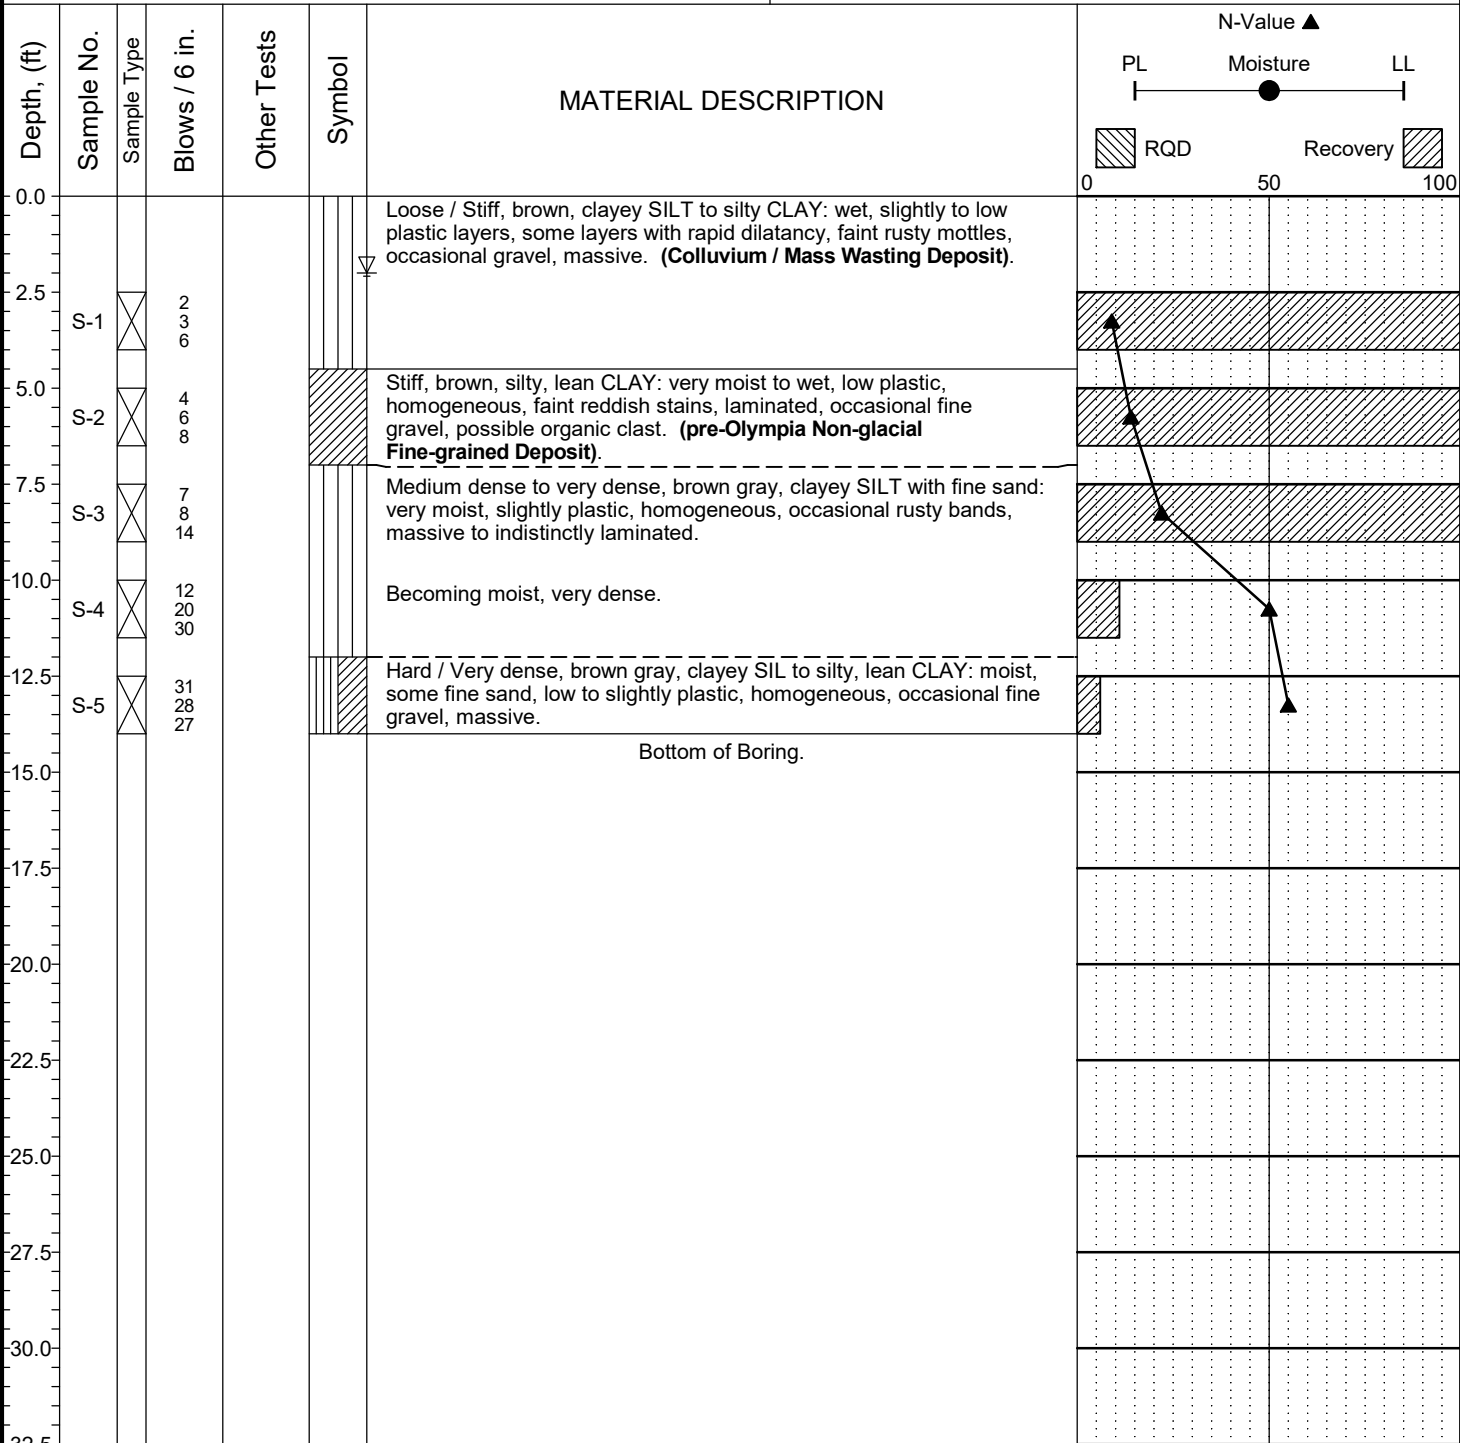 Depth, (ft)
Sample No.
Sample Type
Blows / 6 in.
Other Tests
Symbol
MATERIAL DESCRIPTION
N-Value ▲
PL Moisture LL
RQD Recovery
0 50 100
0.0
Loose / Stiff, brown, clayey SILT to silty CLAY: wet, slightly to low
plastic layers, some layers with rapid dilatancy, faint rusty mottles,
occasional gravel, massive. (Colluvium / Mass Wasting Deposit).
2.5
S-1
2
3
6
Stiff, brown, silty, lean CLAY: very moist to wet, low plastic,
homogeneous, faint reddish stains, laminated, occasional fine
gravel, possible organic clast. (pre-Olympia Non-glacial
Fine-grained Deposit).
5.0
S-2
4
6
8
7.5
Medium dense to very dense, brown gray, clayey SILT with fine sand:
very moist, slightly plastic, homogeneous, occasional rusty bands,
massive to indistinctly laminated.
S-3
7
8
14
10.0
Becoming moist, very dense.
S-4
12
20
30
12.5
Hard / Very dense, brown gray, clayey SIL to silty, lean CLAY: moist,
some fine sand, low to slightly plastic, homogeneous, occasional fine
gravel, massive.
S-5
31
28
27
Bottom of Boring.
15.0
17.5
20.0
22.5
25.0
27.5
30.0
32.5